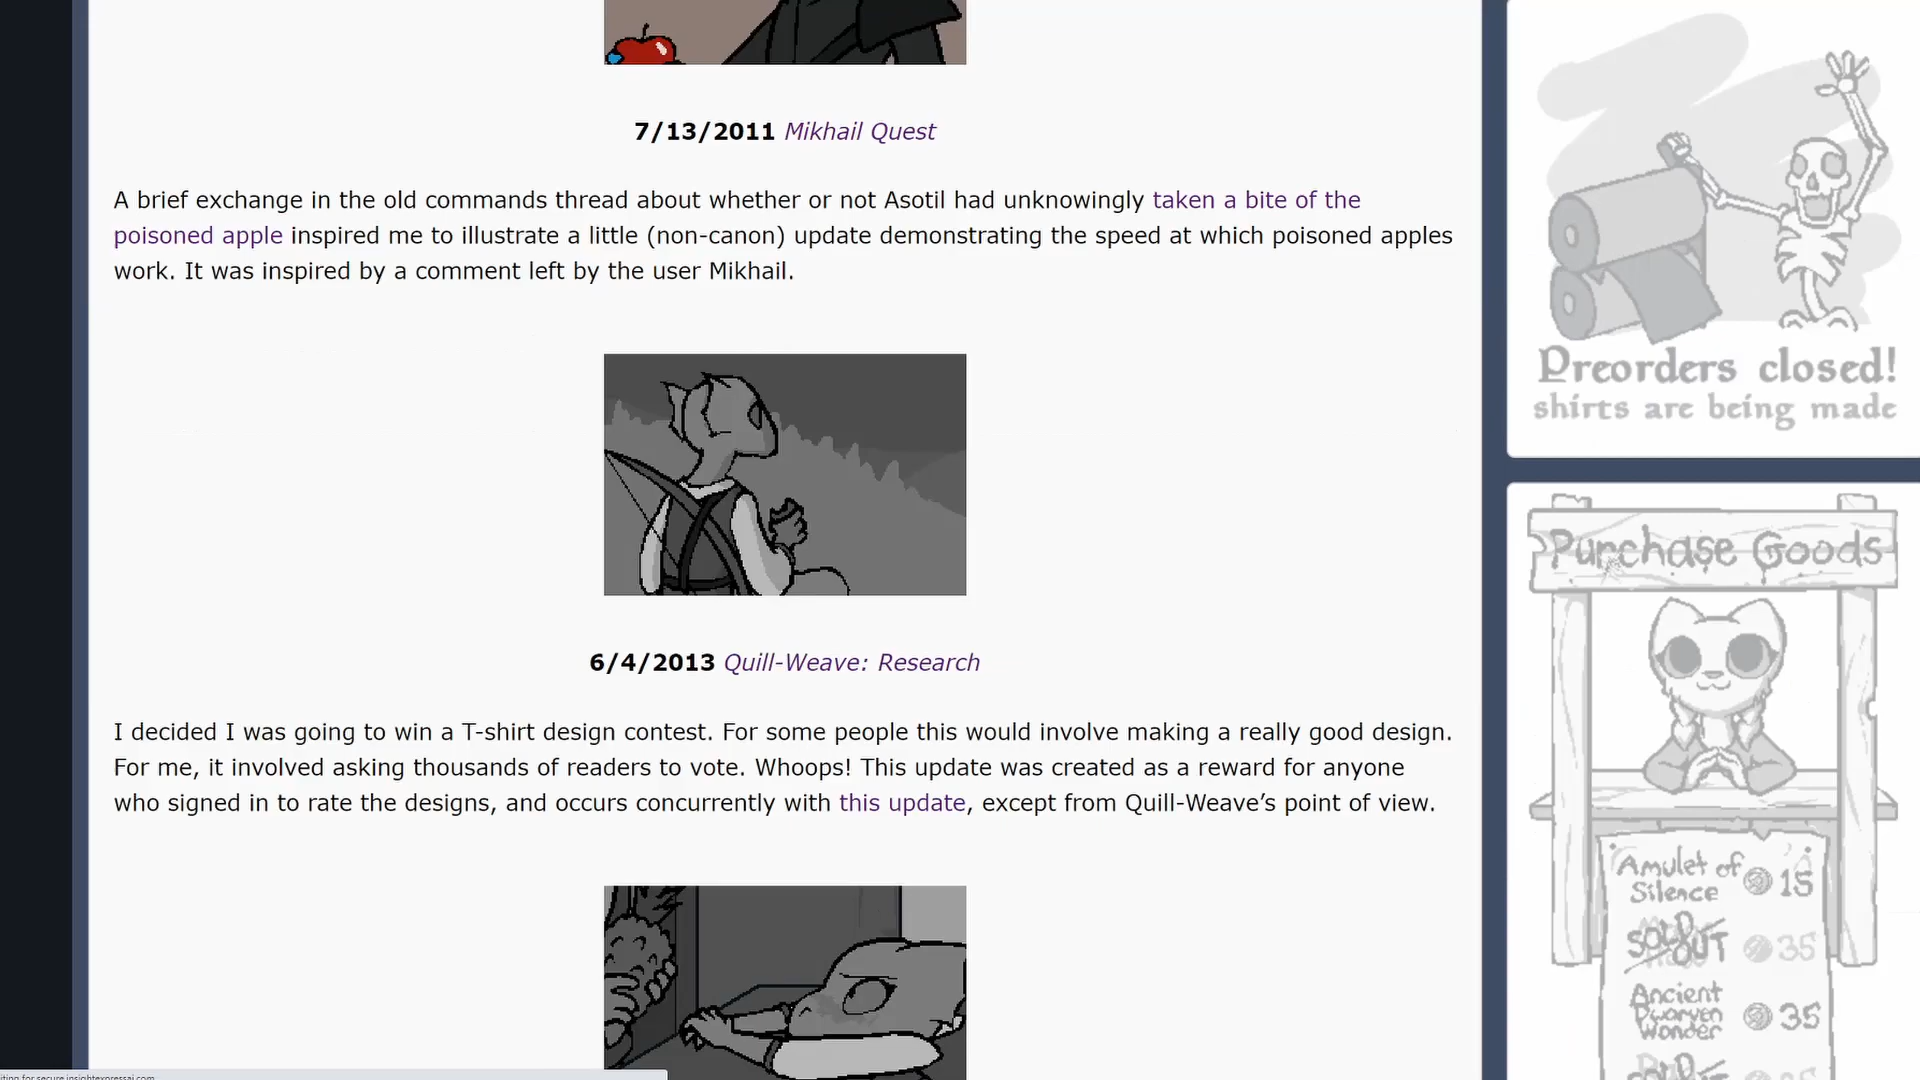 7/13/2011 Mikhail Quest
A brief exchange in the old commands thread about whether or not Asotil had unknowingly taken a bite of the
poisoned apple inspired me to illustrate a little (non-canon) update demonstrating the speed at which poisoned apples
work. It was inspired by a comment left by the user Mikhail.
6/4/2013 Quill-Weave: Research
I decided I was going to win a T-shirt design contest. For some people this would involve making a really good design.
For me, it involved asking thousands of readers to vote. Whoops! This update was created as a reward for anyone
who signed in to rate the designs, and occurs concurrently with this update, except from Quill-Weave’s point of view.
Preorders closed!
shirts are being made
Purchase Goods
Amulet of
Silence 15
SOLD
OUT 35
Ancient
Dwarven
Wonder 35